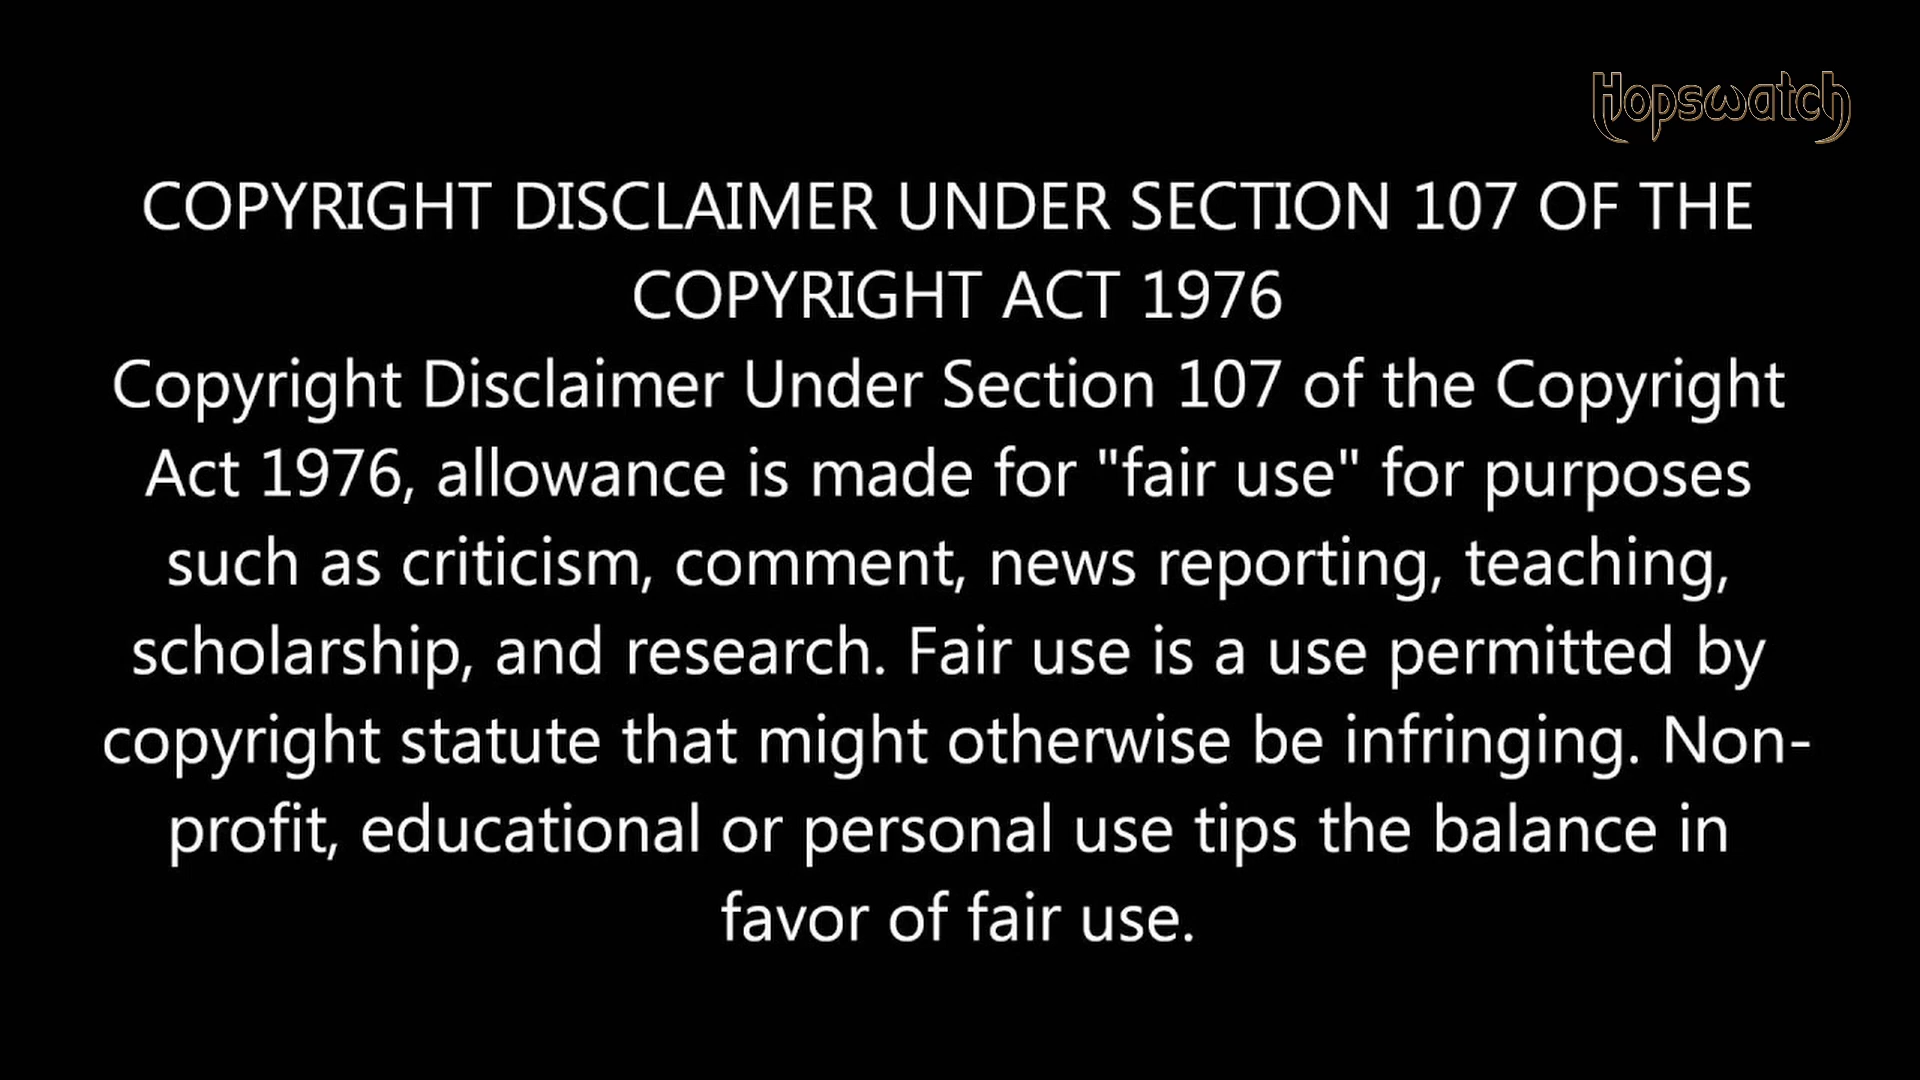 Hopswatch
COPYRIGHT DISCLAIMER UNDER SECTION 107 OF THE
COPYRIGHT ACT 1976
Copyright Disclaimer Under Section 107 of the Copyright
Act 1976, allowance is made for "fair use" for purposes
such as criticism, comment, news reporting, teaching,
scholarship, and research. Fair use is a use permitted by
copyright statute that might otherwise be infringing. Non-
profit, educational or personal use tips the balance in
favor of fair use.